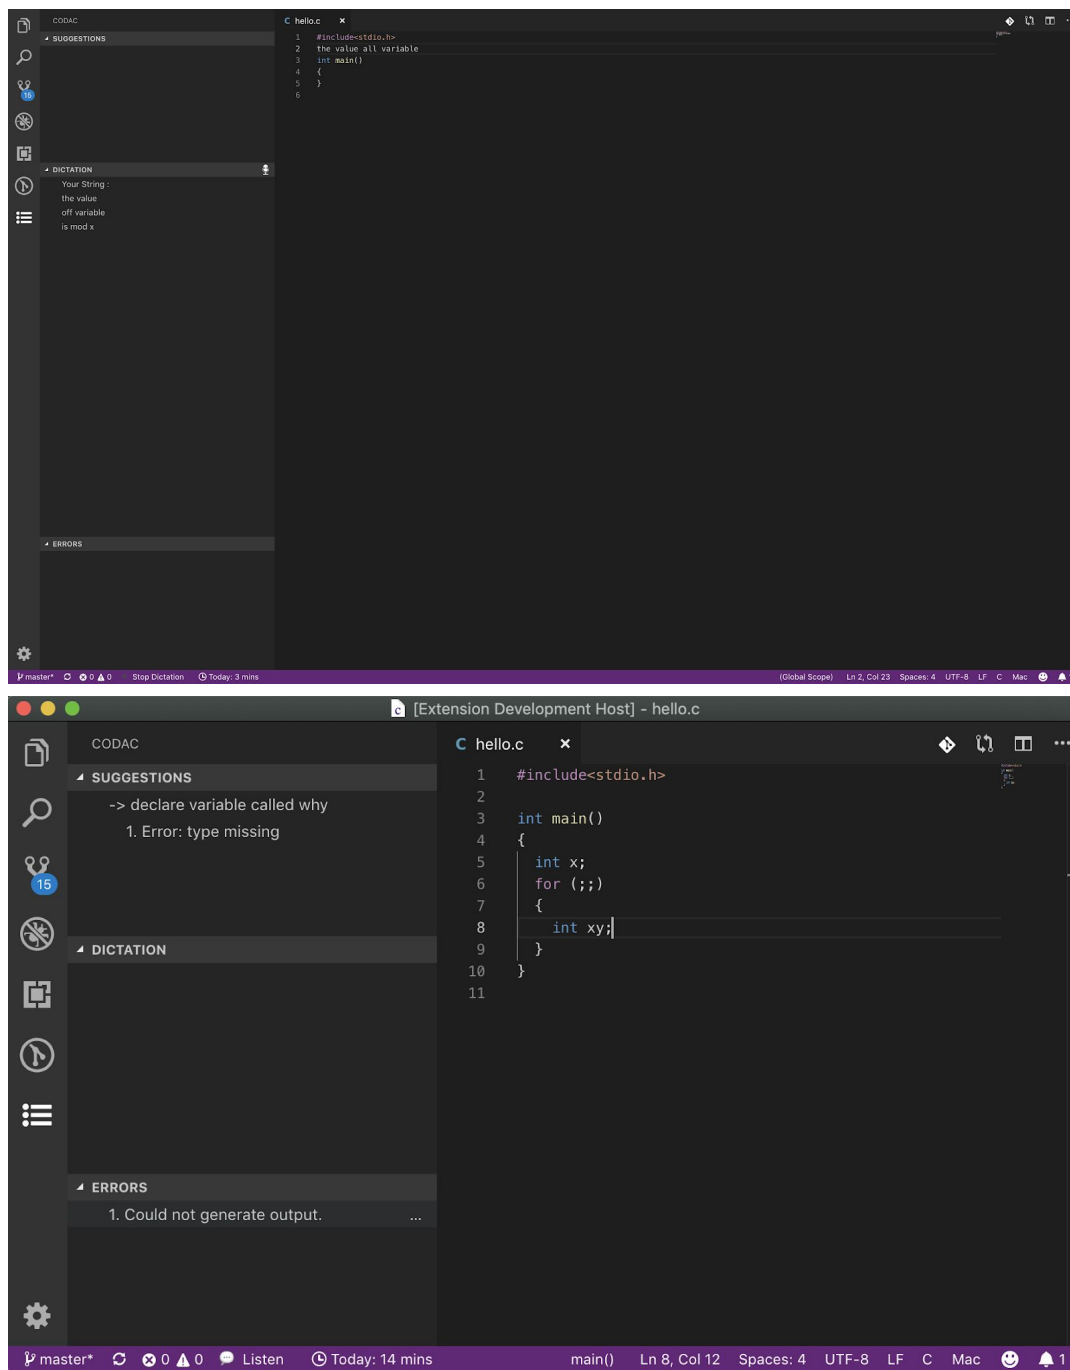 CODAC
SUGGESTIONS
DICTATION
Your String :
the value
off variable
is mod x
ERRORS
C hello.c ×
1 #include<stdio.h>
2 the value all variable
3 int main()
4 {
5 }
6
15
master* 0 0 Stop Dictation Today: 3 mins (Global Scope) Ln 2, Col 23 Spaces: 4 UTF-8 LF C Mac
[Extension Development Host] - hello.c
CODAC
SUGGESTIONS
-> declare variable called why
1. Error: type missing
DICTATION
ERRORS
1. Could not generate output. ...
C hello.c ×
1 #include<stdio.h>
2
3 int main()
4 {
5 int x;
6 for (;;)
7 {
8 int xy;
9 }
10 }
11
15
master* 0 0 Listen Today: 14 mins main() Ln 8, Col 12 Spaces: 4 UTF-8 LF C Mac 1